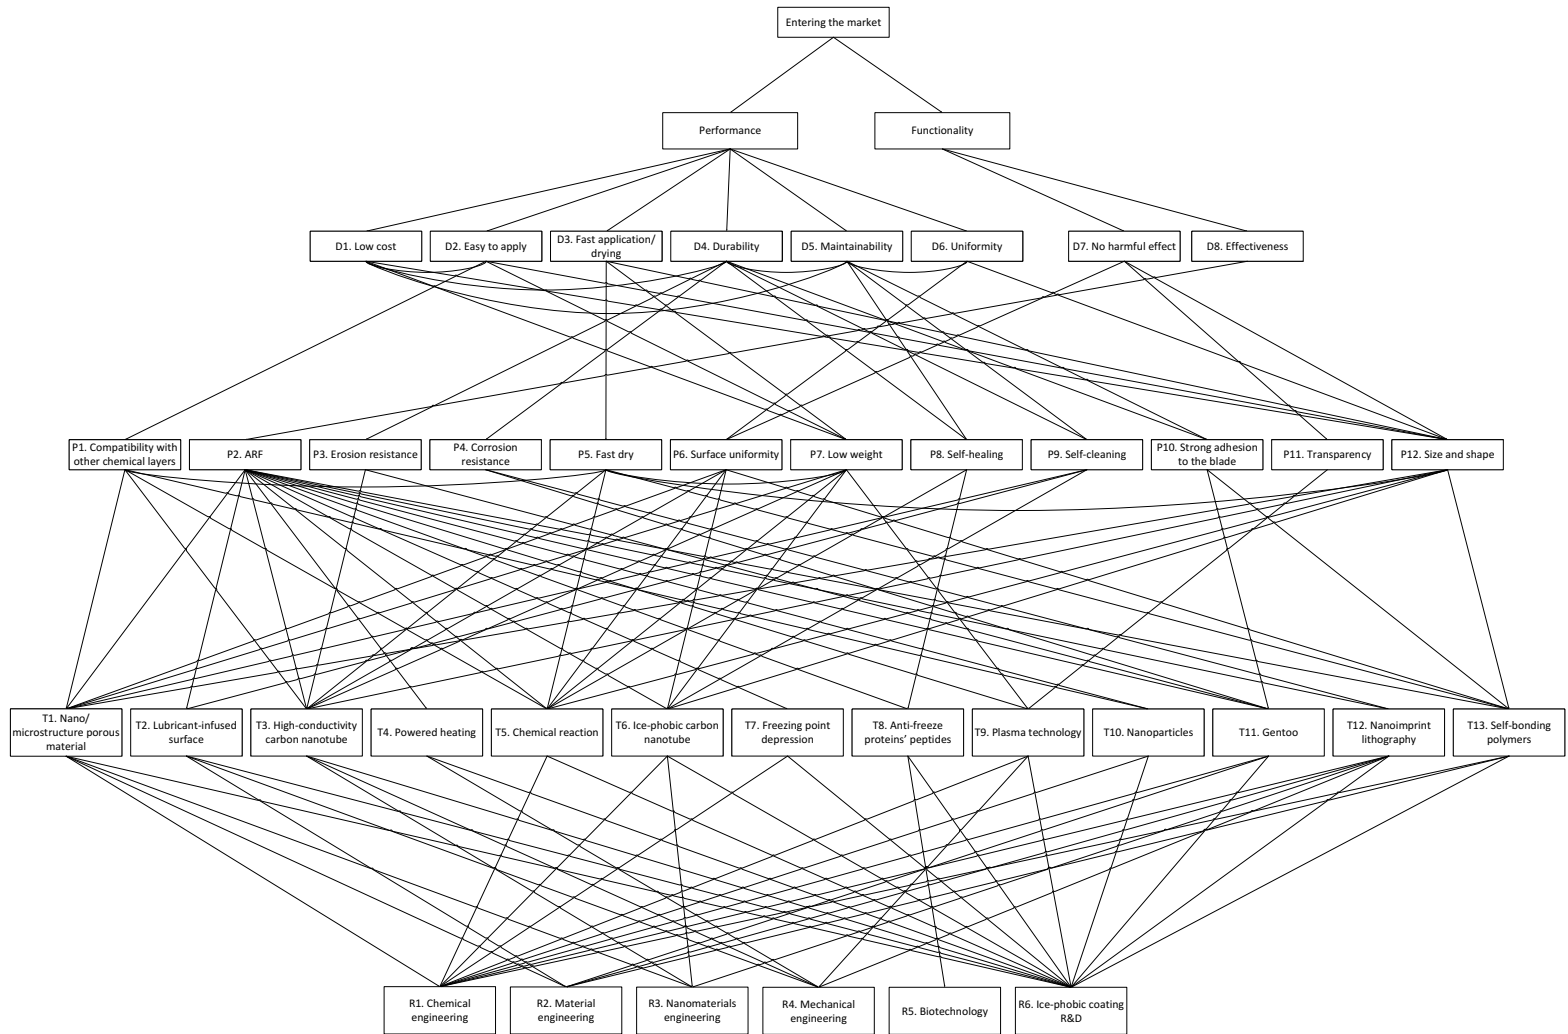 Entering the market
Performance
Functionality
D1. Low cost
D2. Easy to apply
D3. Fast application/
drying
D4. Durability
D5. Maintainability
D6. Uniformity
D7. No harmful effect
D8. Effectiveness
P1. Compatibility with
other chemical layers
P2. ARF
P3. Erosion resistance
P4. Corrosion
resistance
P5. Fast dry
P6. Surface uniformity
P7. Low weight
P8. Self-healing
P9. Self-cleaning
P10. Strong adhesion
to the blade
P11. Transparency
P12. Size and shape
T1. Nano/
microstructure porous
material
T2. Lubricant-infused
surface
T3. High-conductivity
carbon nanotube
T4. Powered heating
T5. Chemical reaction
T6. Ice-phobic carbon
nanotube
T7. Freezing point
depression
T8. Anti-freeze
proteins’ peptides
T9. Plasma technology
T10. Nanoparticles
T11. Gentoo
T12. Nanoimprint
lithography
T13. Self-bonding
polymers
R1. Chemical
engineering
R2. Material
engineering
R3. Nanomaterials
engineering
R4. Mechanical
engineering
R5. Biotechnology
R6. Ice-phobic coating
R&D